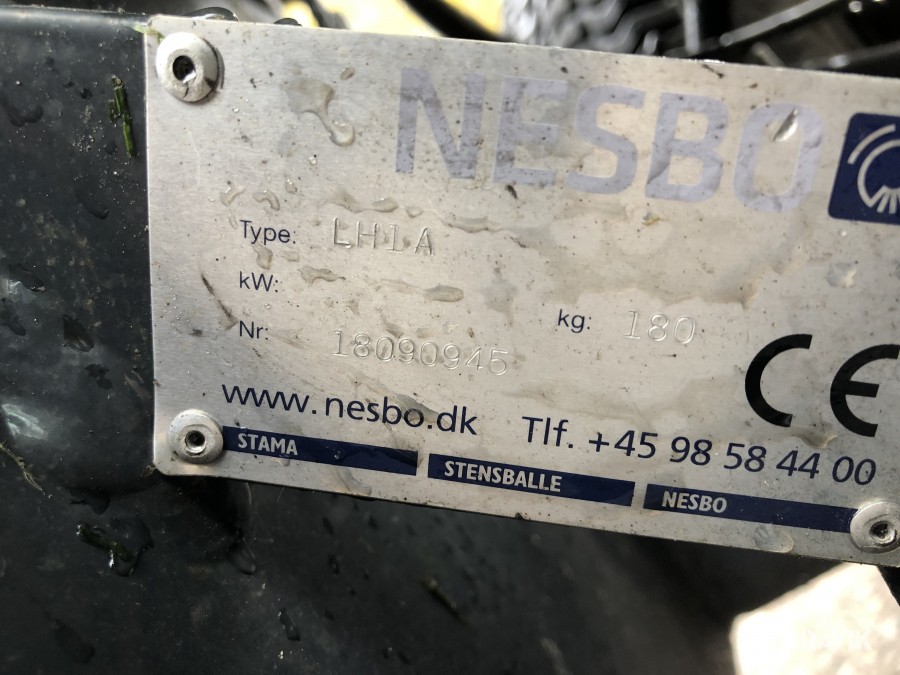 NESBO
Type: LH1A
kW:
kg: 180
Nr: 18090945
CE
www.nesbo.dk Tlf. +45 98 58 44 00
STAMA STENSBALLE NESBO